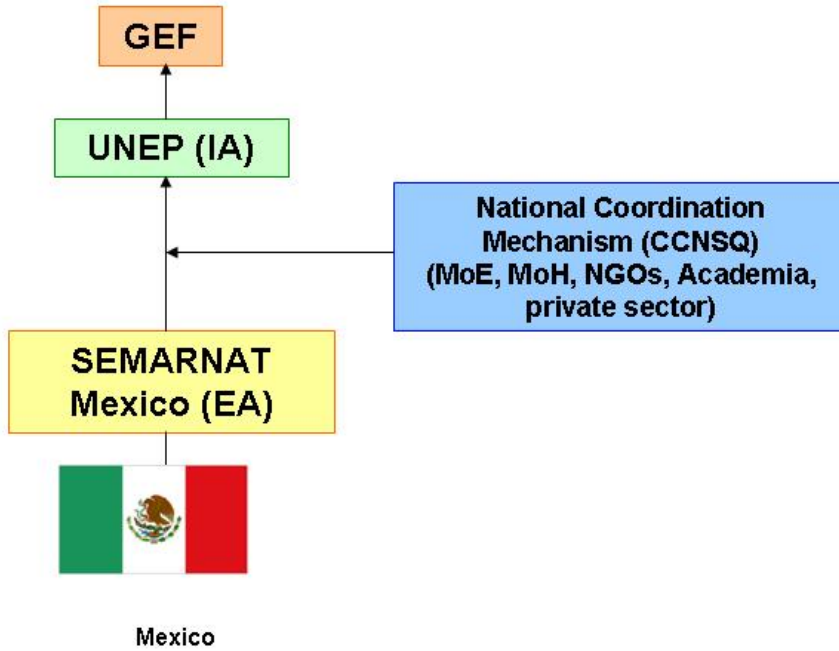 GEF
UNEP (IA)
National Coordination
Mechanism (CCNSQ)
(MoE, MoH, NGOs, Academia,
private sector)
SEMARNAT
Mexico (EA)
Mexico